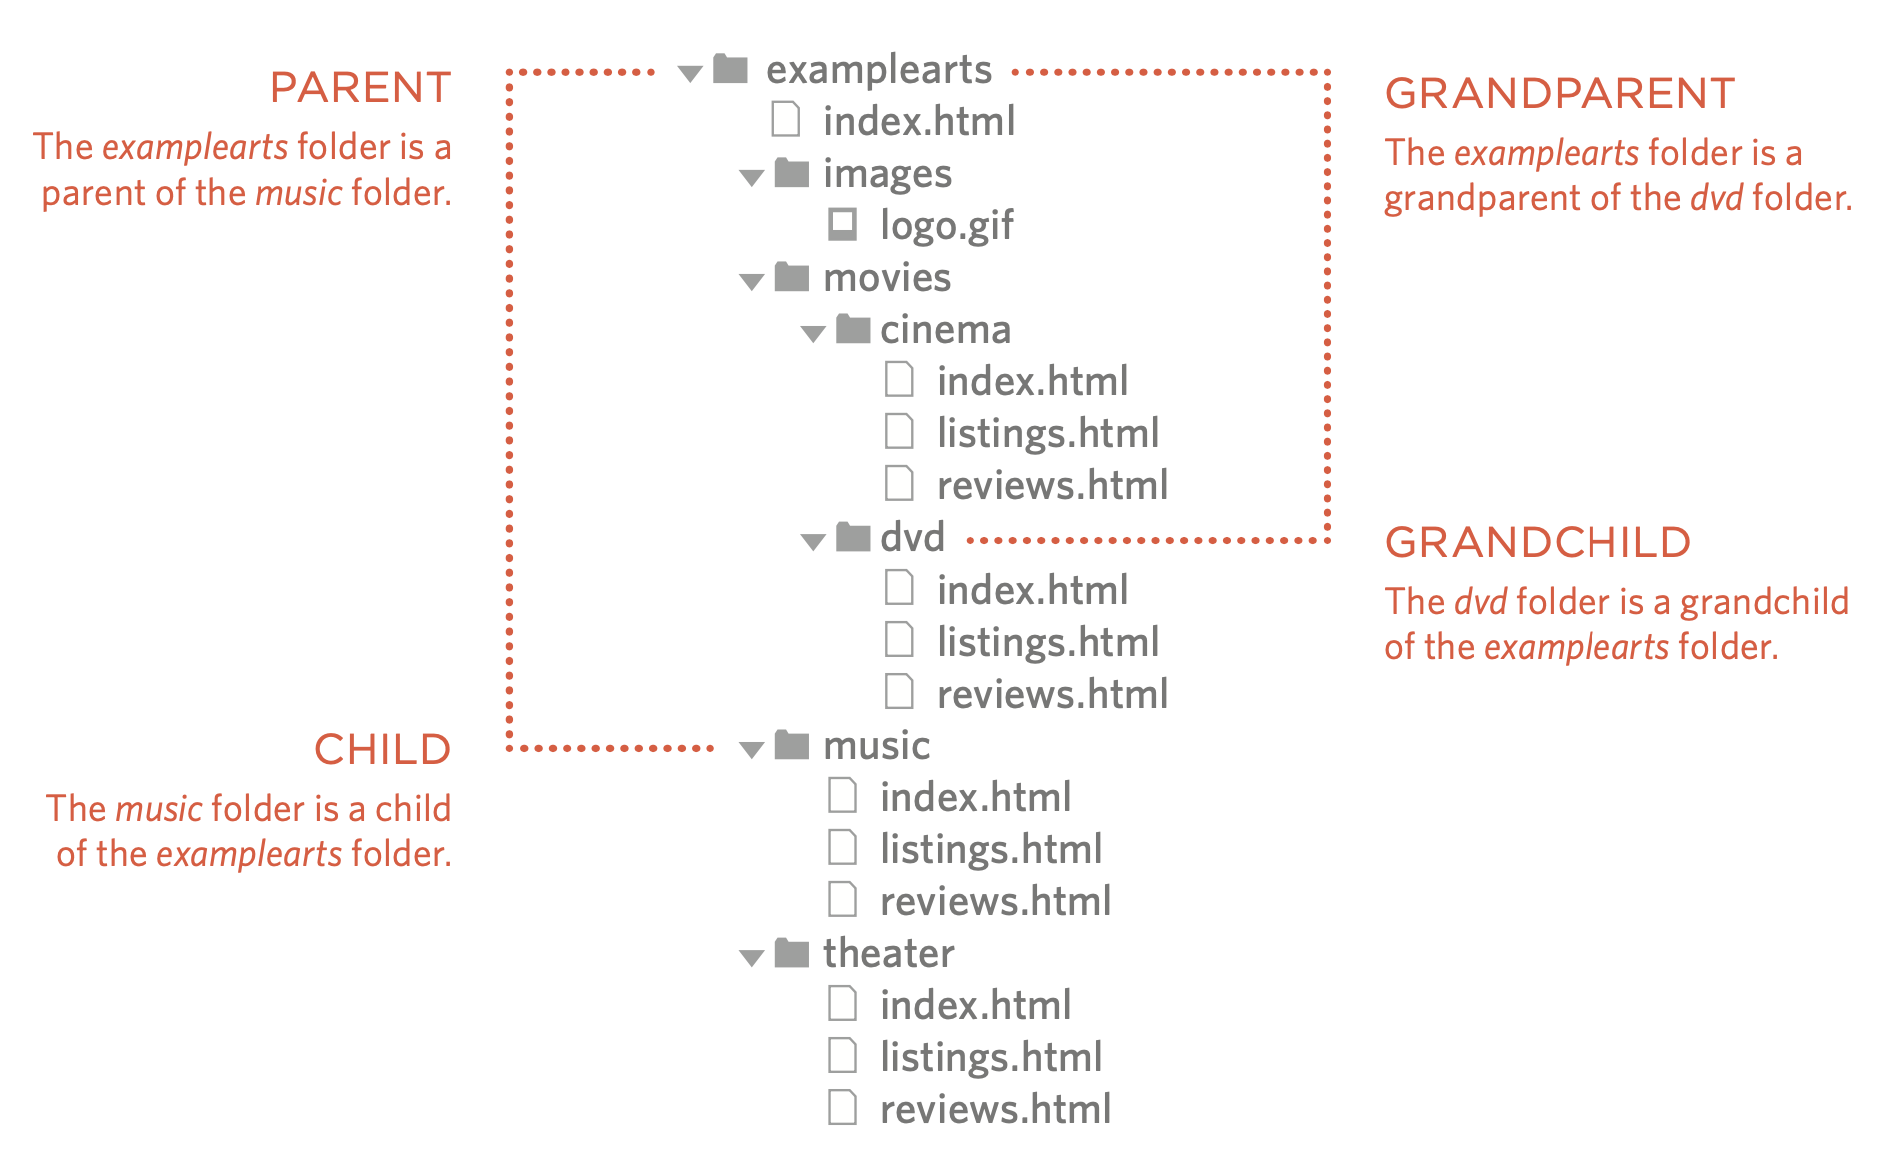 PARENT
The examplearts folder is a
parent of the music folder.
examplearts
index.html
images
logo.gif
movies
cinema
index.html
listings.html
reviews.html
dvd
index.html
listings.html
reviews.html
music
index.html
listings.html
reviews.html
theater
index.html
listings.html
reviews.html
CHILD
The music folder is a child
of the examplearts folder.
GRANDPARENT
The examplearts folder is a
grandparent of the dvd folder.
GRANDCHILD
The dvd folder is a grandchild
of the examplearts folder.